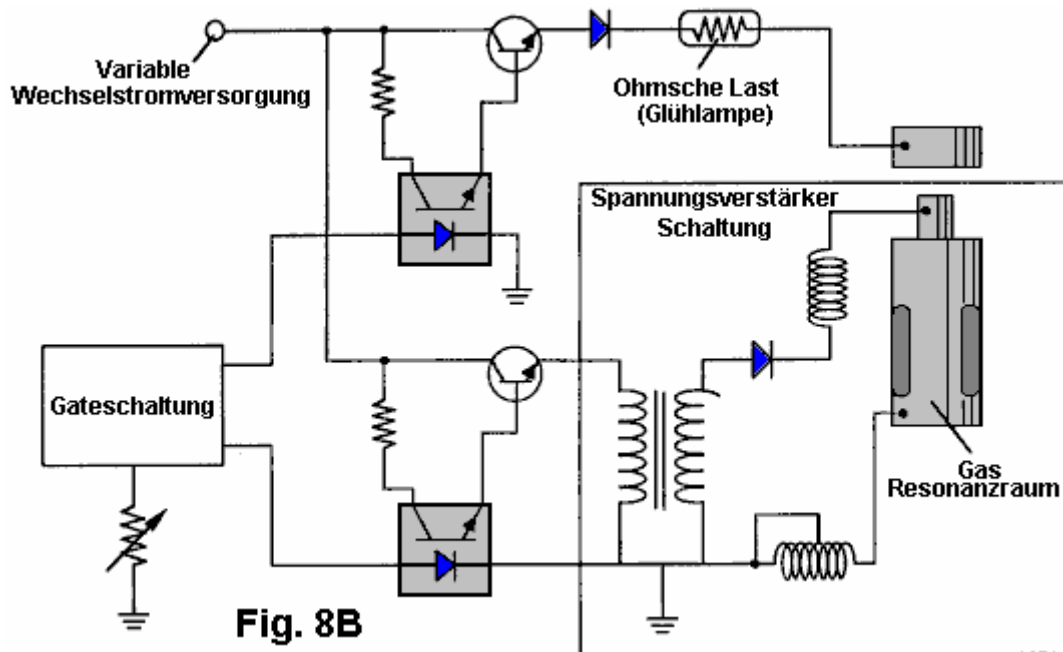 Variable
Wechselstromversorgung
Ohmsche Last
(Glühlampe)
Spannungsverstärker
Schaltung
Gateschaltung
Gas
Resonanzraum
Fig. 8B